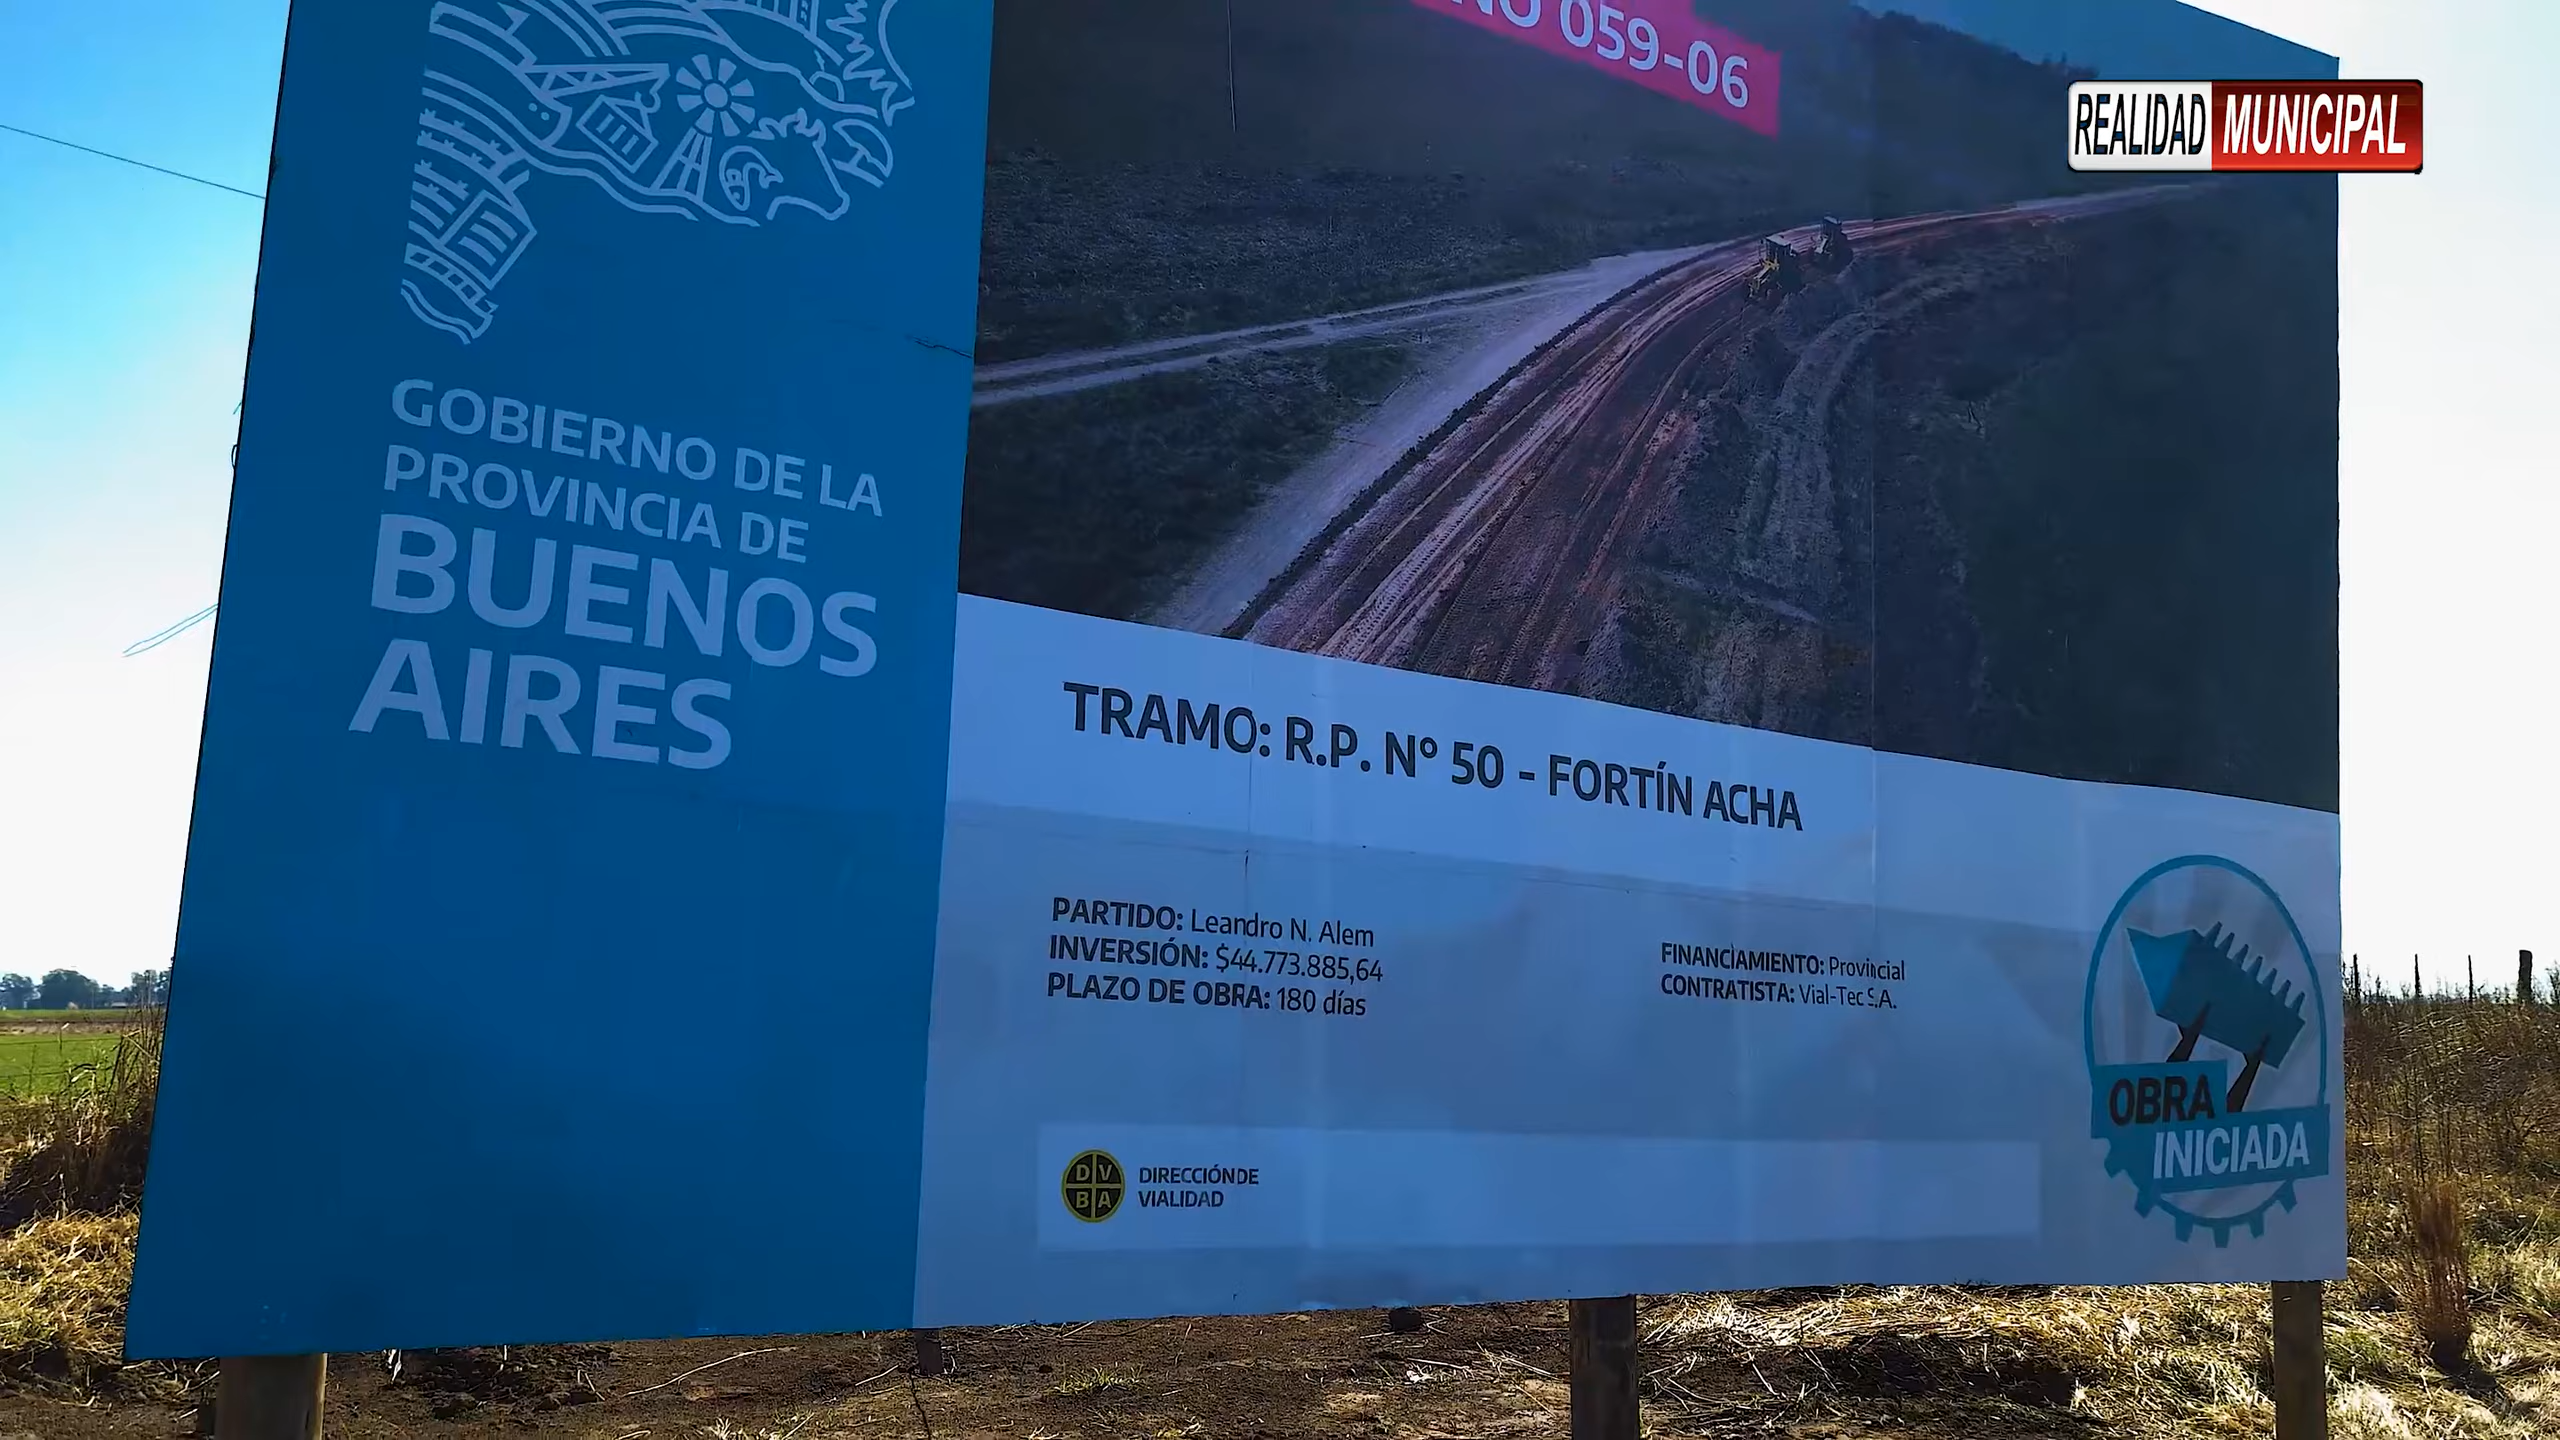 059-06
REALIDAD MUNICIPAL
GOBIERNO DE LA
PROVINCIA DE
BUENOS
AIRES
TRAMO: R.P. Nº 50 - FORTÍN ACHA
PARTIDO: Leandro N. Alem
INVERSIÓN: $44.773.885,64
PLAZO DE OBRA: 180 días
FINANCIAMIENTO: Provincial
CONTRATISTA: Vial-Tec S.A.
OBRA
INICIADA
DV
BA
DIRECCIÓN DE
VIALIDAD